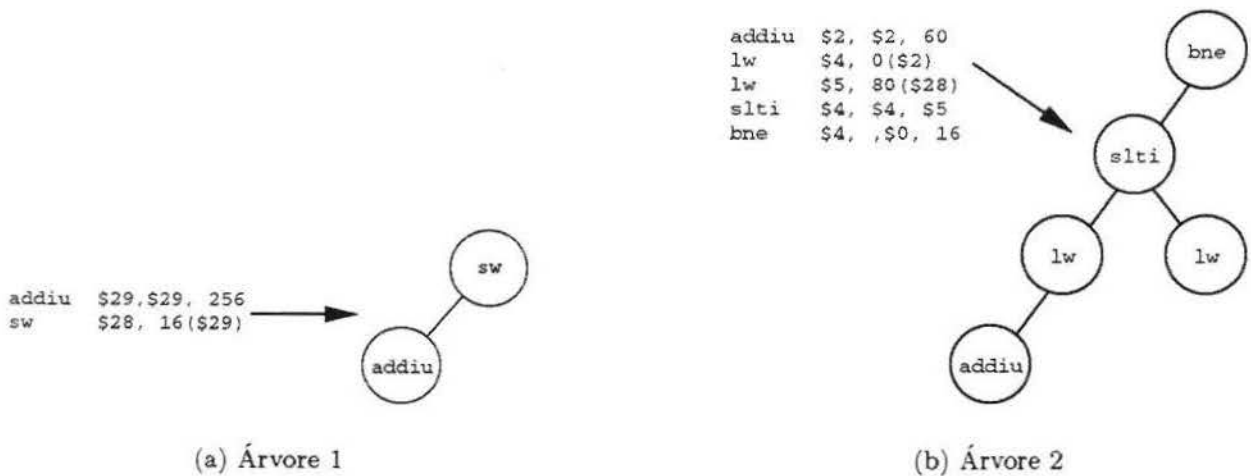 addiu $29,$29, 256
sw $28, 16($29)
sw
addiu
(a) Árvore 1
addiu $2, $2, 60
lw $4, 0($2)
lw $5, 80($28)
slti $4, $4, $5
bne $4, ,$0, 16
bne
slti
lw
lw
addiu
(b) Árvore 2